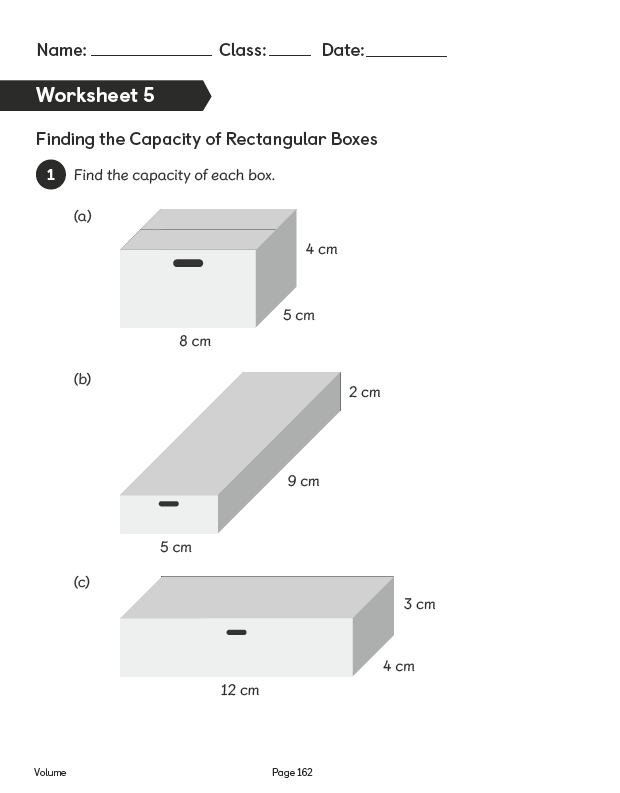 Name: Class: Date:
Worksheet 5
Finding the Capacity of Rectangular Boxes
1 Find the capacity of each box.
(a)
4 cm
5 cm
8 cm
(b)
2 cm
9 cm
5 cm
(c)
3 cm
4 cm
12 cm
Volume Page 162